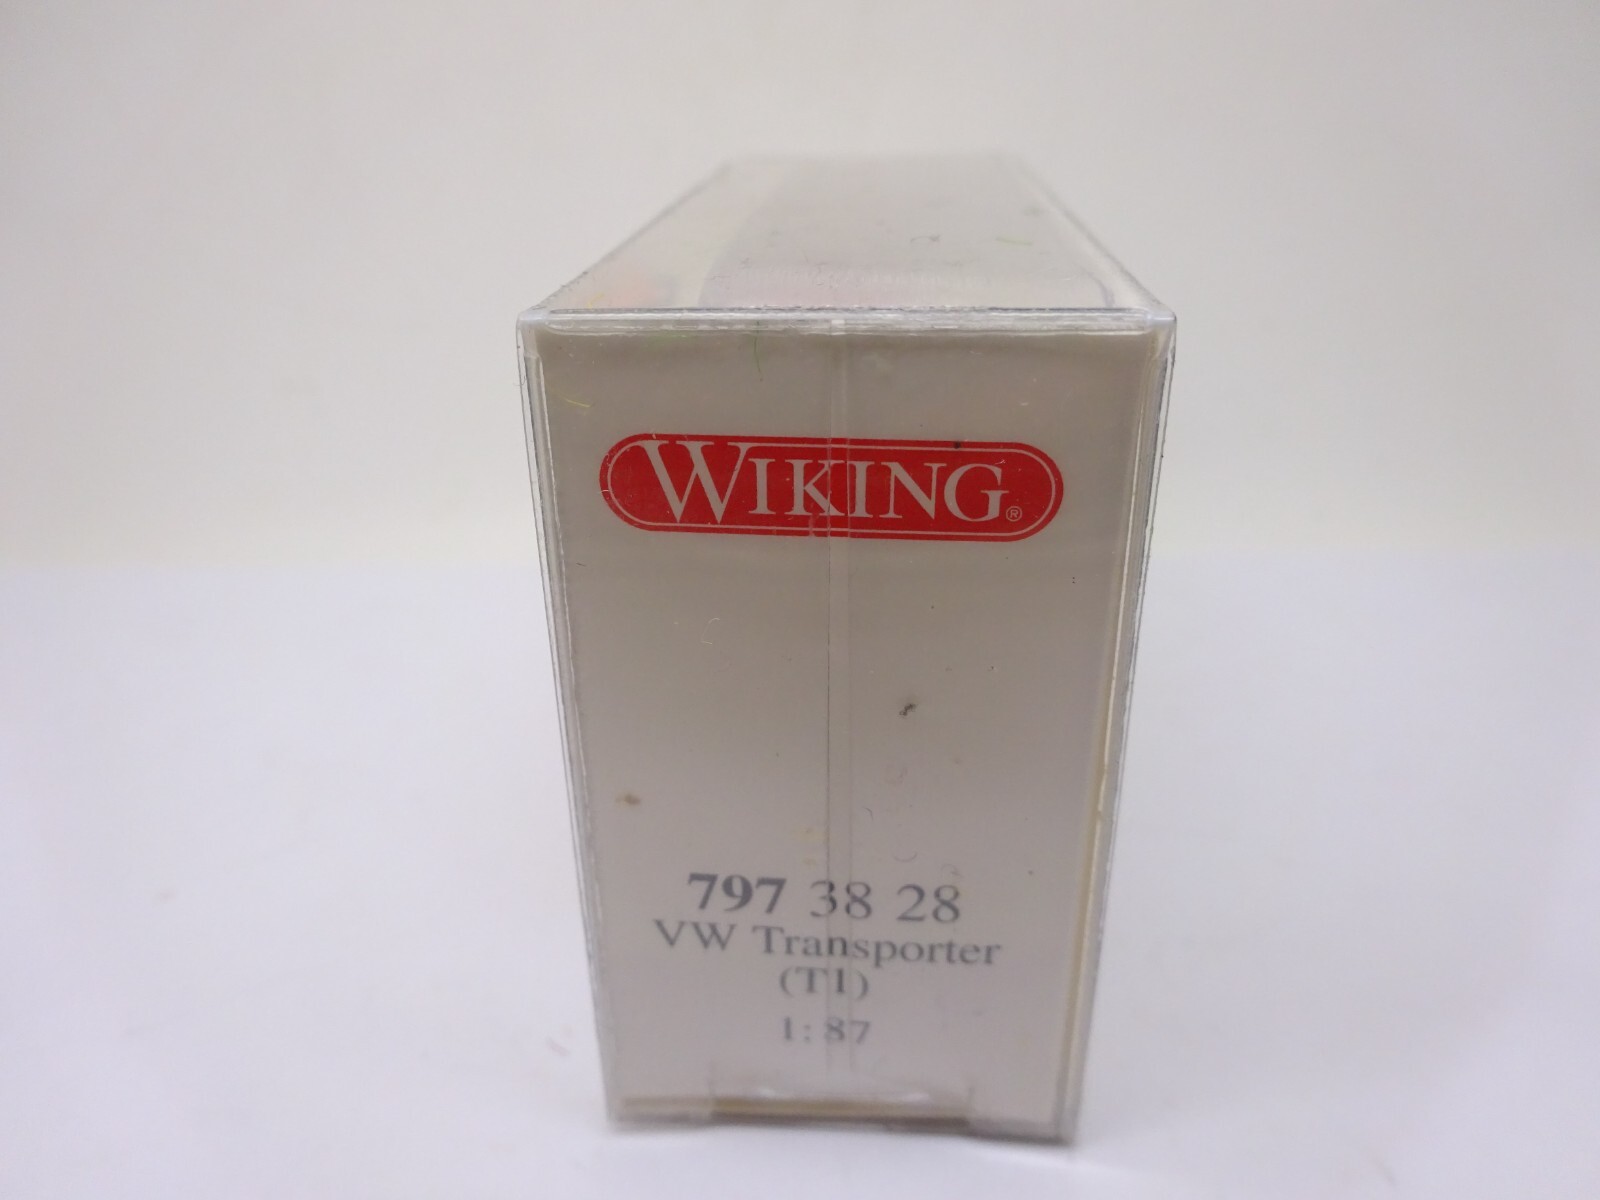 WIKING®
797 38 28
VW Transporter
(T1)
1:87